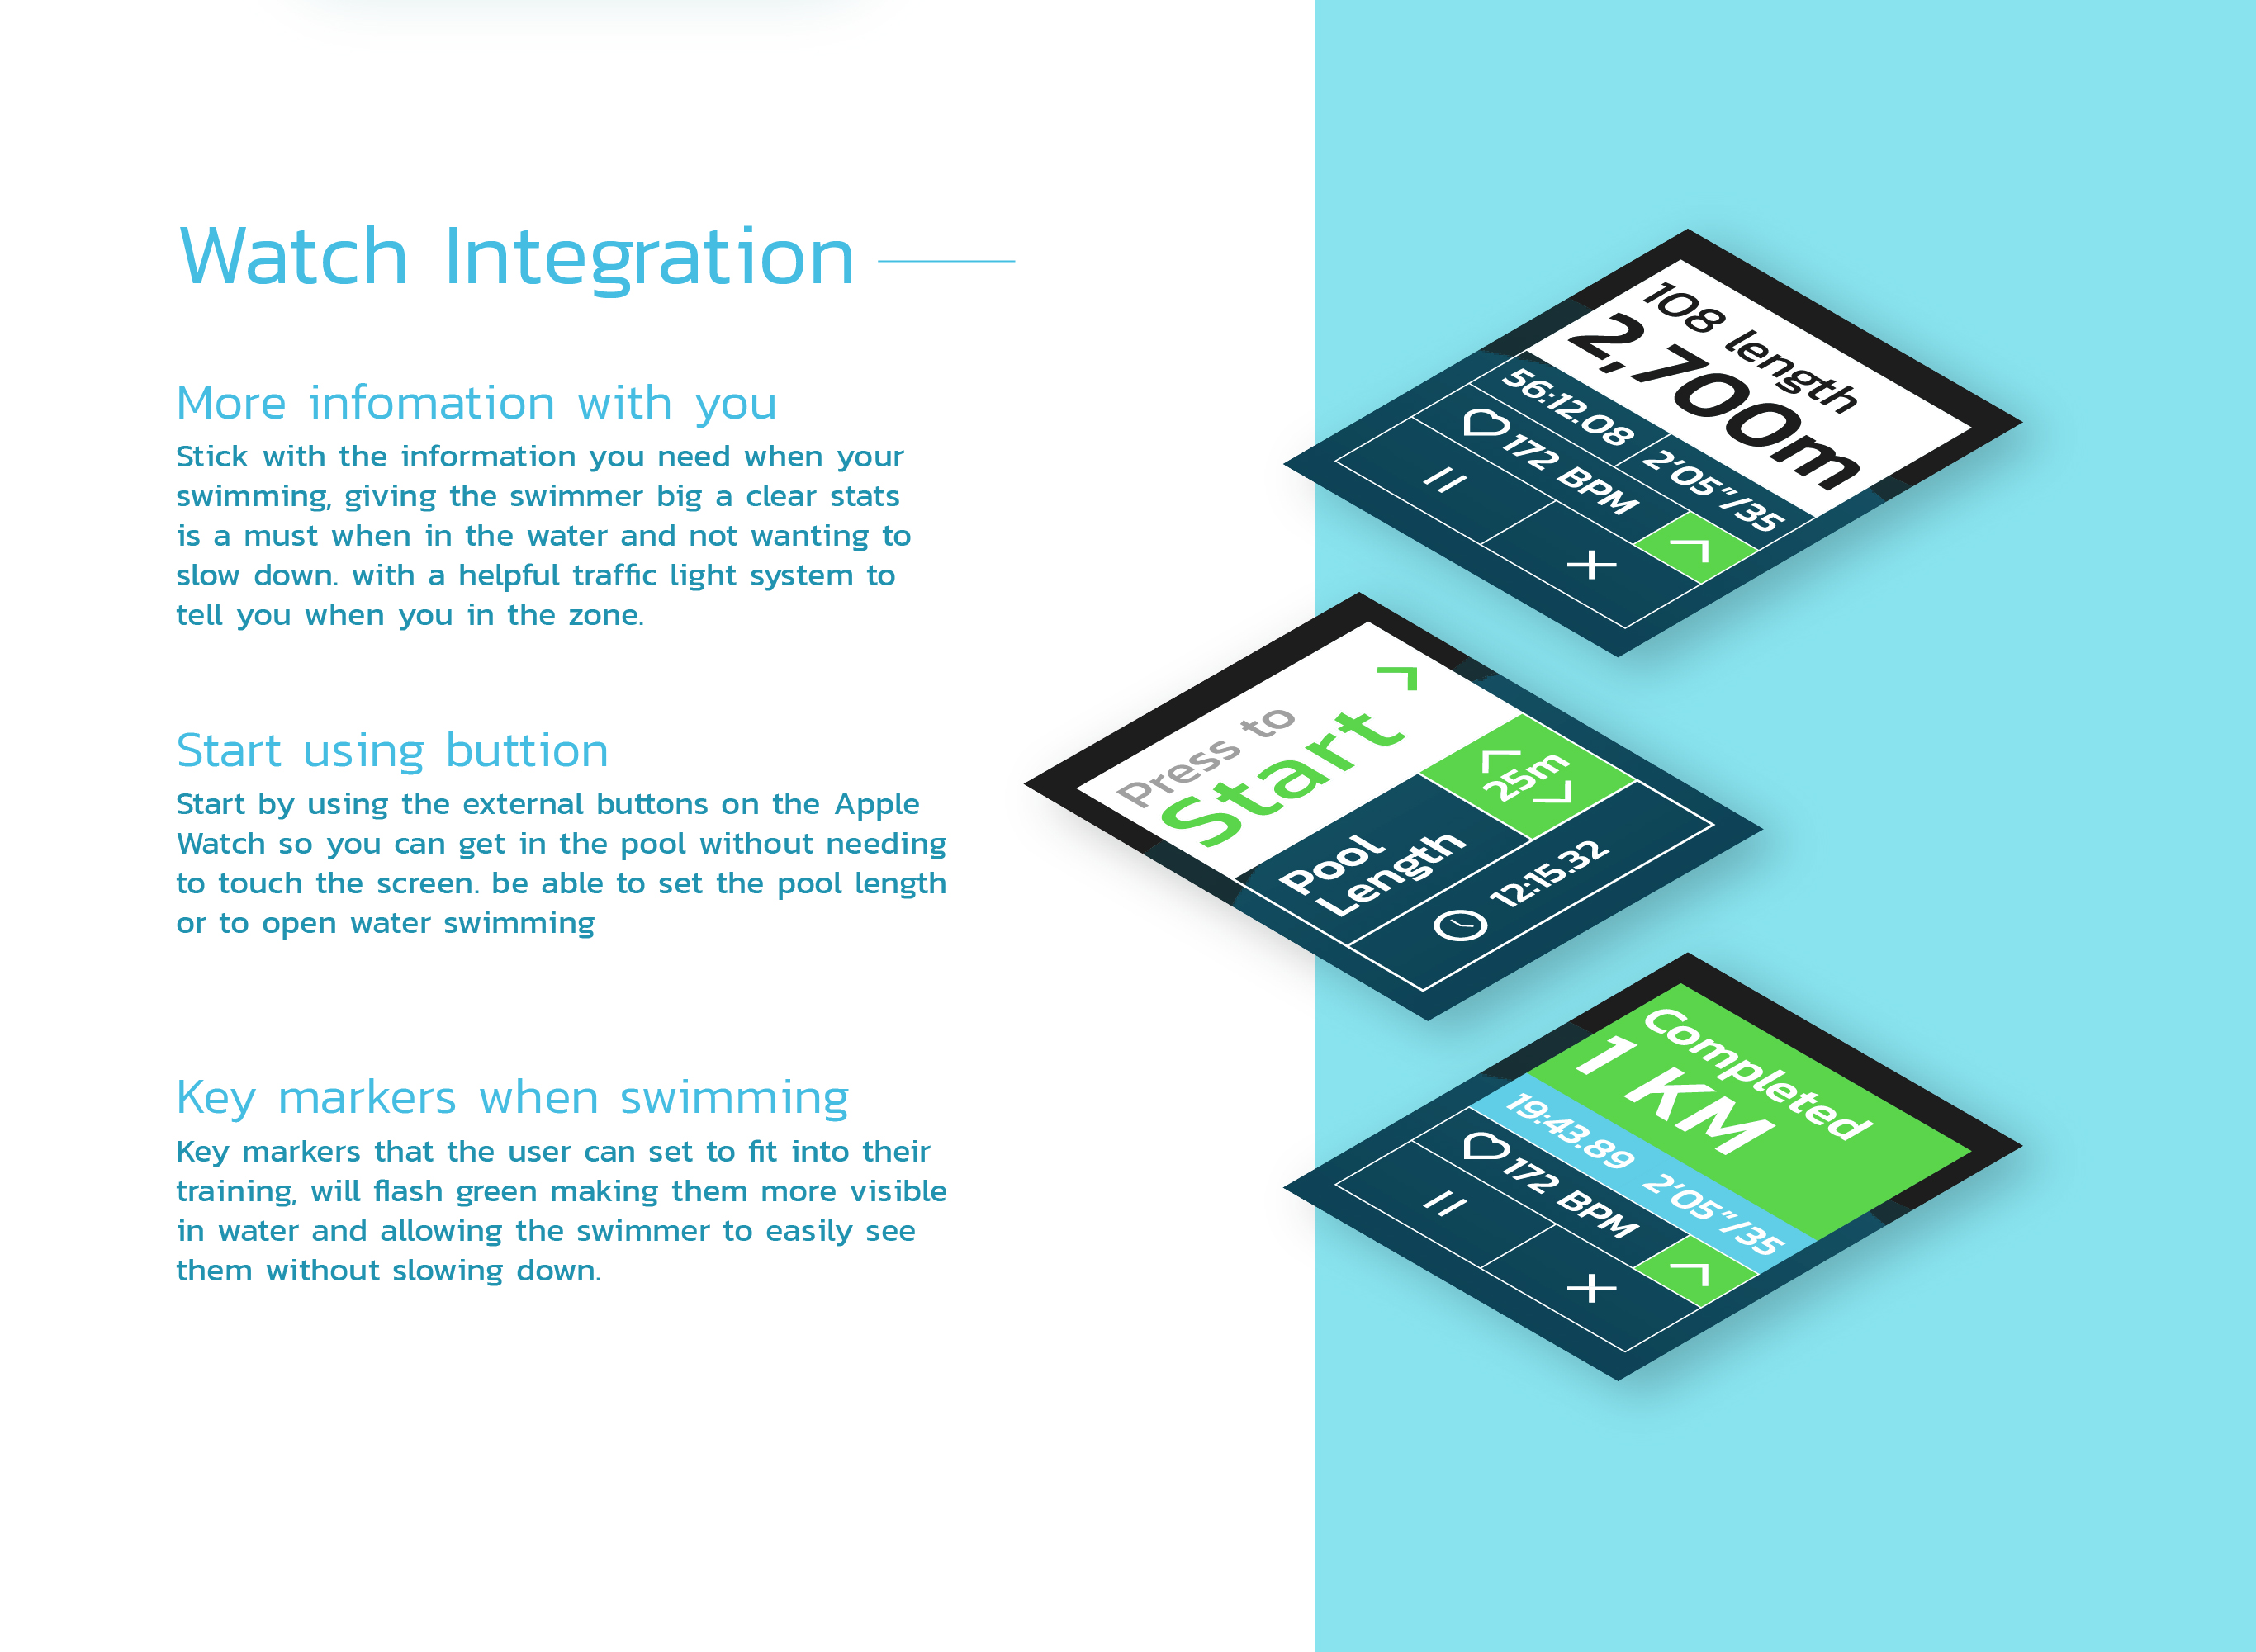 Watch Integration
More infomation with you
Stick with the information you need when your
swimming, giving the swimmer big a clear stats
is a must when in the water and not wanting to
slow down. with a helpful traffic light system to
tell you when you in the zone.
Start using buttion
Start by using the external buttons on the Apple
Watch so you can get in the pool without needing
to touch the screen. be able to set the pool length
or to open water swimming
Key markers when swimming
Key markers that the user can set to fit into their
training, will flash green making them more visible
in water and allowing the swimmer to easily see
them without slowing down.
108 length
2,700m
56:12.08 2'05"/35
172 BPM
Press to
Start
Pool
Length
25m
12:15:32
Completed
1 KM
19:43.89 2'05"/35
172 BPM